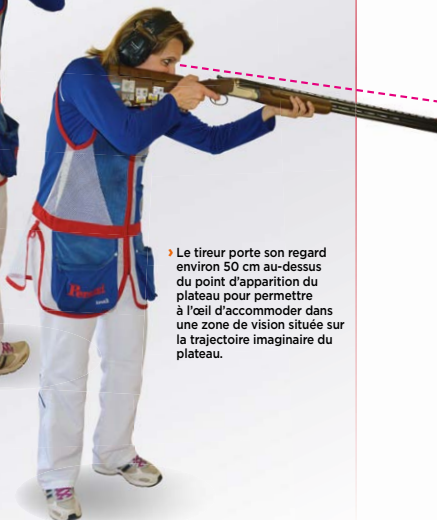 › Le tireur porte son regard
environ 50 cm au-dessus
du point d'apparition du
plateau pour permettre
à l'œil d'accommoder dans
une zone de vision située sur
la trajectoire imaginaire du
plateau.